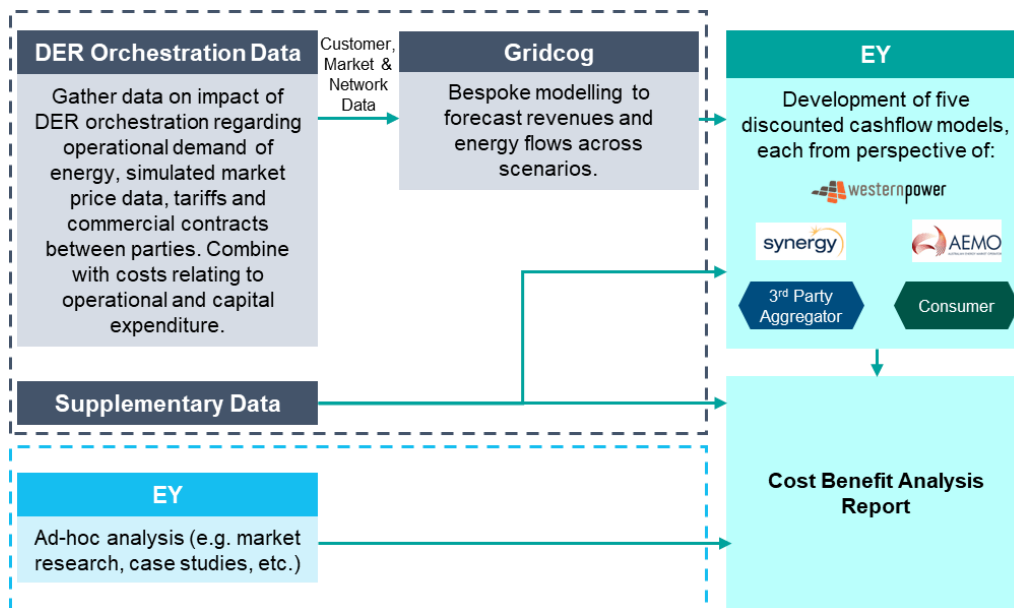 DER Orchestration Data
Gather data on impact of
DER orchestration regarding
operational demand of
energy, simulated market
price data, tariffs and
commercial contracts
between parties. Combine
with costs relating to
operational and capital
expenditure.
Customer,
Market &
Network
Data
Gridcog
Bespoke modelling to
forecast revenues and
energy flows across
scenarios.
EY
Development of five
discounted cashflow models,
each from perspective of:
westernpower
synergy
AEMO
AUSTRALIAN ENERGY MARKET OPERATOR
3rd Party
Aggregator
Consumer
Supplementary Data
EY
Ad-hoc analysis (e.g. market
research, case studies, etc.)
Cost Benefit Analysis
Report